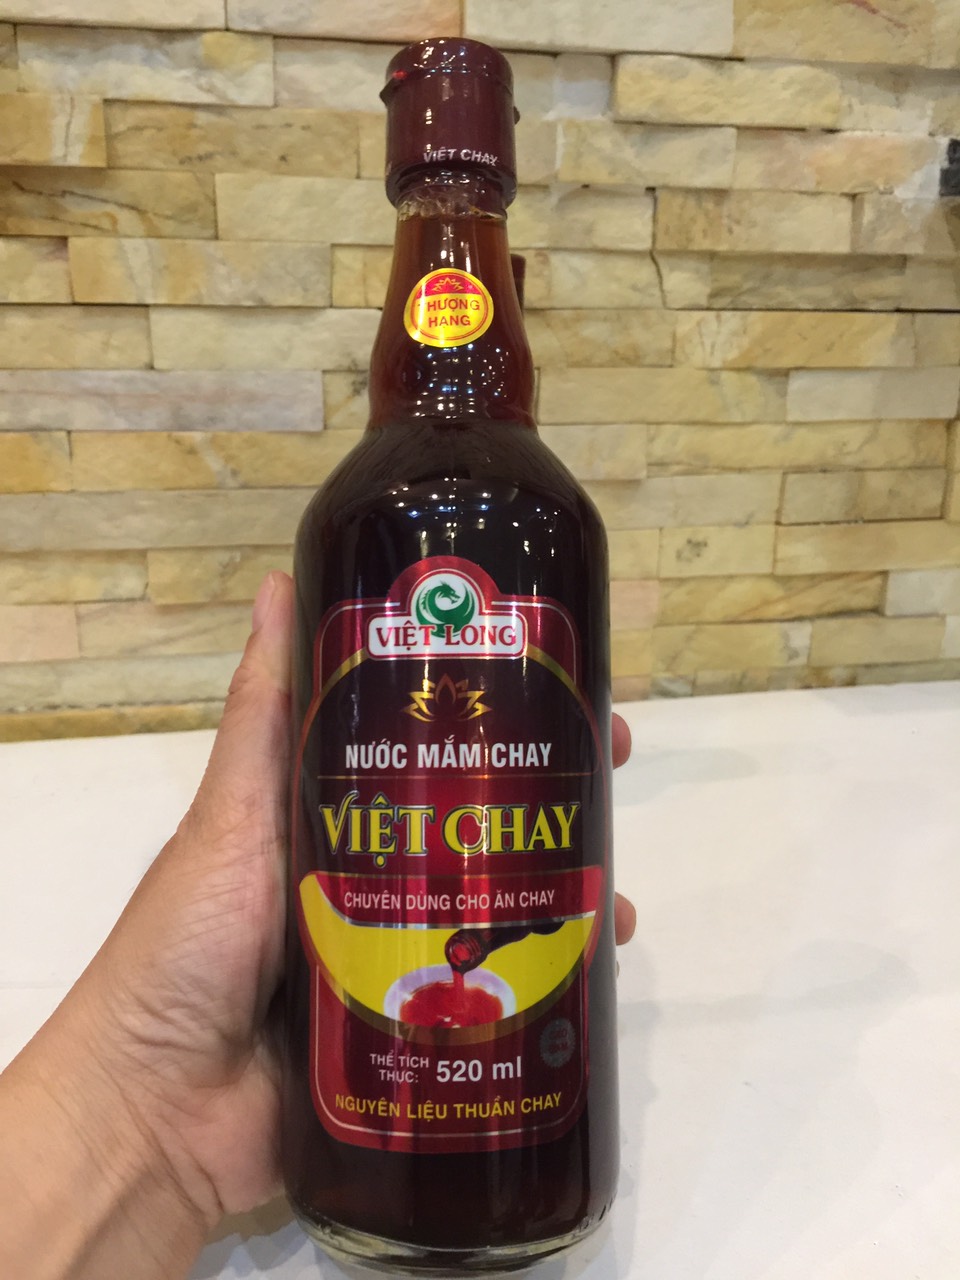 VIỆT CHAY
THƯỢNG
HẠNG
VIỆT LONG
NƯỚC MẮM CHAY
VIỆT CHAY
CHUYÊN DÙNG CHO ĂN CHAY
THỂ TÍCH
THỰC: 520 ml
NGUYÊN LIỆU THUẦN CHAY